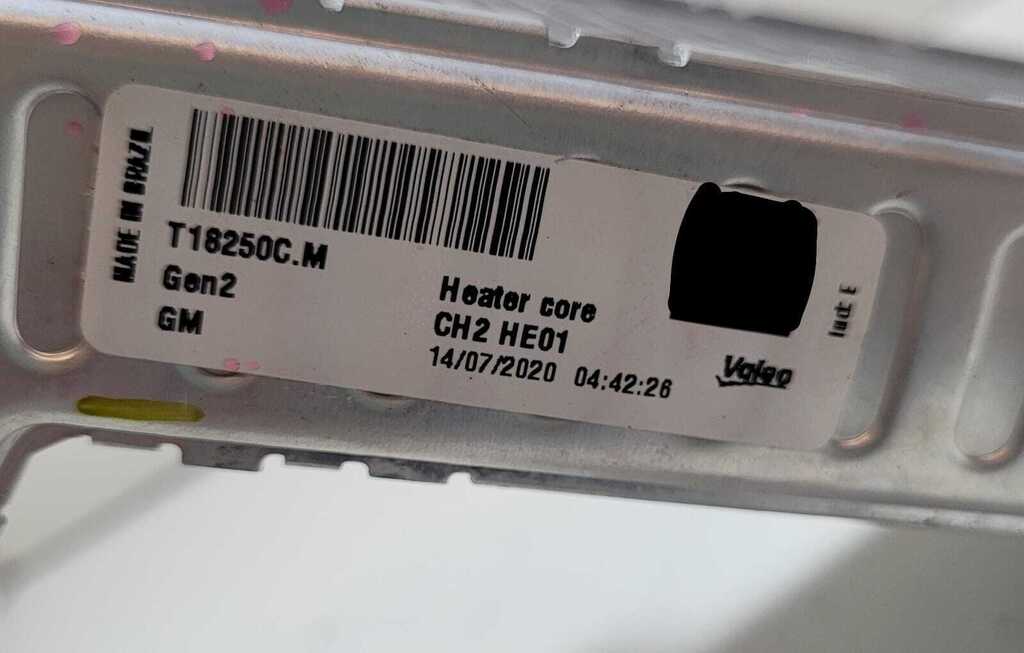 MADE IN BRAZIL
T18250C.M
Gen2
GM
Heater core
CH2 HE01
14/07/2020 04:42:26
Valeo